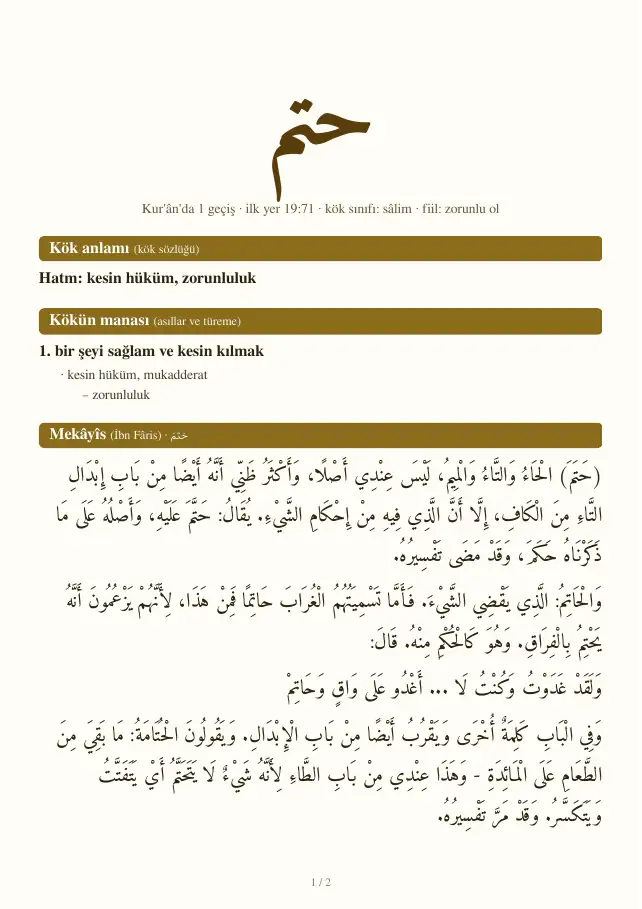 حتم
Kur'ân'da 1 geçiş · ilk yer 19:71 · kök sınıfı: sâlim · fiil: zorunlu ol
Kök anlamı (kök sözlüğü)
Hatm: kesin hüküm, zorunluluk
Kökün manası (asıllar ve türeme)
1. bir şeyi sağlam ve kesin kılmak
· kesin hüküm, mukadderat
– zorunluluk
Mekâyîs (İbn Fâris) · حَتَمَ
(حَتَمَ) الْحَاءُ وَالتَّاءُ وَالْمِيمُ، لَيْسَ عِنْدِي أَصْلًا، وَأَكْثَرُ ظَنِّي أَنَّهُ أَيْضًا مِنْ بَابِ إِبْدَالِ
التَّاءِ مِنَ الْكَافِ، إِلَّا أَنَّ الَّذِي فِيهِ مِنْ إِحْكَامِ الشَّيْءِ. يُقَالُ: حَتَّمَ عَلَيْهِ، وَأَصْلُهُ عَلَى مَا
ذَكَرْنَاهُ حَكَمَ، وَقَدْ مَضَى تَفْسِيرُهُ.
وَالْحَاتِمُ: الَّذِي يَقْضِي الشَّيْءَ. فَأَمَّا تَسْمِيَتُهُمُ الْغُرَابَ حَاتِمًا فَمِنْ هَذَا، لِأَنَّهُمْ يَزْعُمُونَ أَنَّهُ
يَحْتِمُ بِالْفِرَاقِ. وَهُوَ كَالْحُكْمِ مِنْهُ. قَالَ:
وَلَقَدْ غَدَوْتُ وَكُنْتُ لَا ... أَغْدُو عَلَى وَاقٍ وَحَاتِمْ
وَفِي الْبَابِ كَلِمَةٌ أُخْرَى وَيَقْرُبُ أَيْضًا مِنْ بَابِ الْإِبْدَالِ. وَيَقُولُونَ الْحُتَامَةُ: مَا بَقِيَ مِنَ
الطَّعَامِ عَلَى الْمَائِدَةِ - وَهَذَا عِنْدِي مِنْ بَابِ الطَّاءِ لِأَنَّهُ شَيْءٌ لَا يَتَحَتَّمُ أَيْ يَتَفَتَّتُ
وَيَتَكَسَّرُ. وَقَدْ مَرَّ تَفْسِيرُهُ.
1 / 2